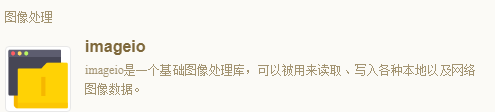 图像处理
imageio
imageio是一个基础图像处理库，可以被用来读取、写入各种本地以及网络
图像数据。